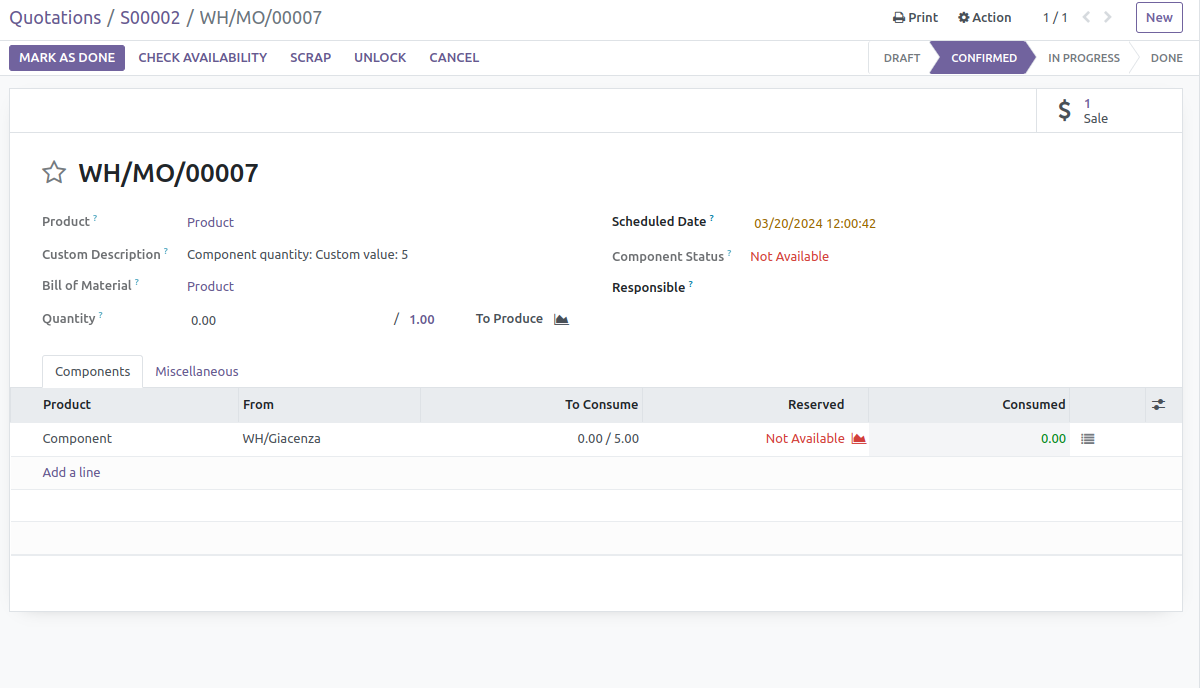 Quotations / S00002 / WH/MO/00007 Print Action 1 / 1 New
MARK AS DONE CHECK AVAILABILITY SCRAP UNLOCK CANCEL DRAFT CONFIRMED IN PROGRESS DONE
$ 1
Sale
WH/MO/00007
Product ? Product Scheduled Date ? 03/20/2024 12:00:42
Custom Description ? Component quantity: Custom value: 5 Component Status ? Not Available
Bill of Material ? Product Responsible ?
Quantity ? 0.00 / 1.00 To Produce
Components Miscellaneous
Product From To Consume Reserved Consumed
Component WH/Giacenza 0.00 / 5.00 Not Available 0.00
Add a line